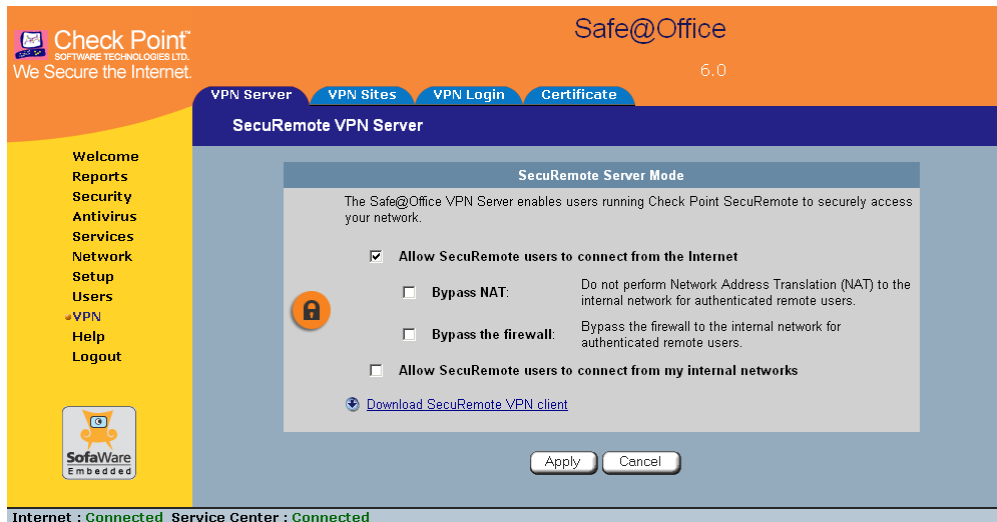 Check Point™
SOFTWARE TECHNOLOGIES LTD.
We Secure the Internet.
Safe@Office
6.0
VPN Server
VPN Sites
VPN Login
Certificate
SecuRemote VPN Server
Welcome
Reports
Security
Antivirus
Services
Network
Setup
Users
VPN
Help
Logout
SofaWare
Embedded
SecuRemote Server Mode
The Safe@Office VPN Server enables users running Check Point SecuRemote to securely access
your network.
Allow SecuRemote users to connect from the Internet
Bypass NAT: Do not perform Network Address Translation (NAT) to the
internal network for authenticated remote users.
Bypass the firewall: Bypass the firewall to the internal network for
authenticated remote users.
Allow SecuRemote users to connect from my internal networks
Download SecuRemote VPN client
Apply Cancel
Internet : Connected Service Center : Connected